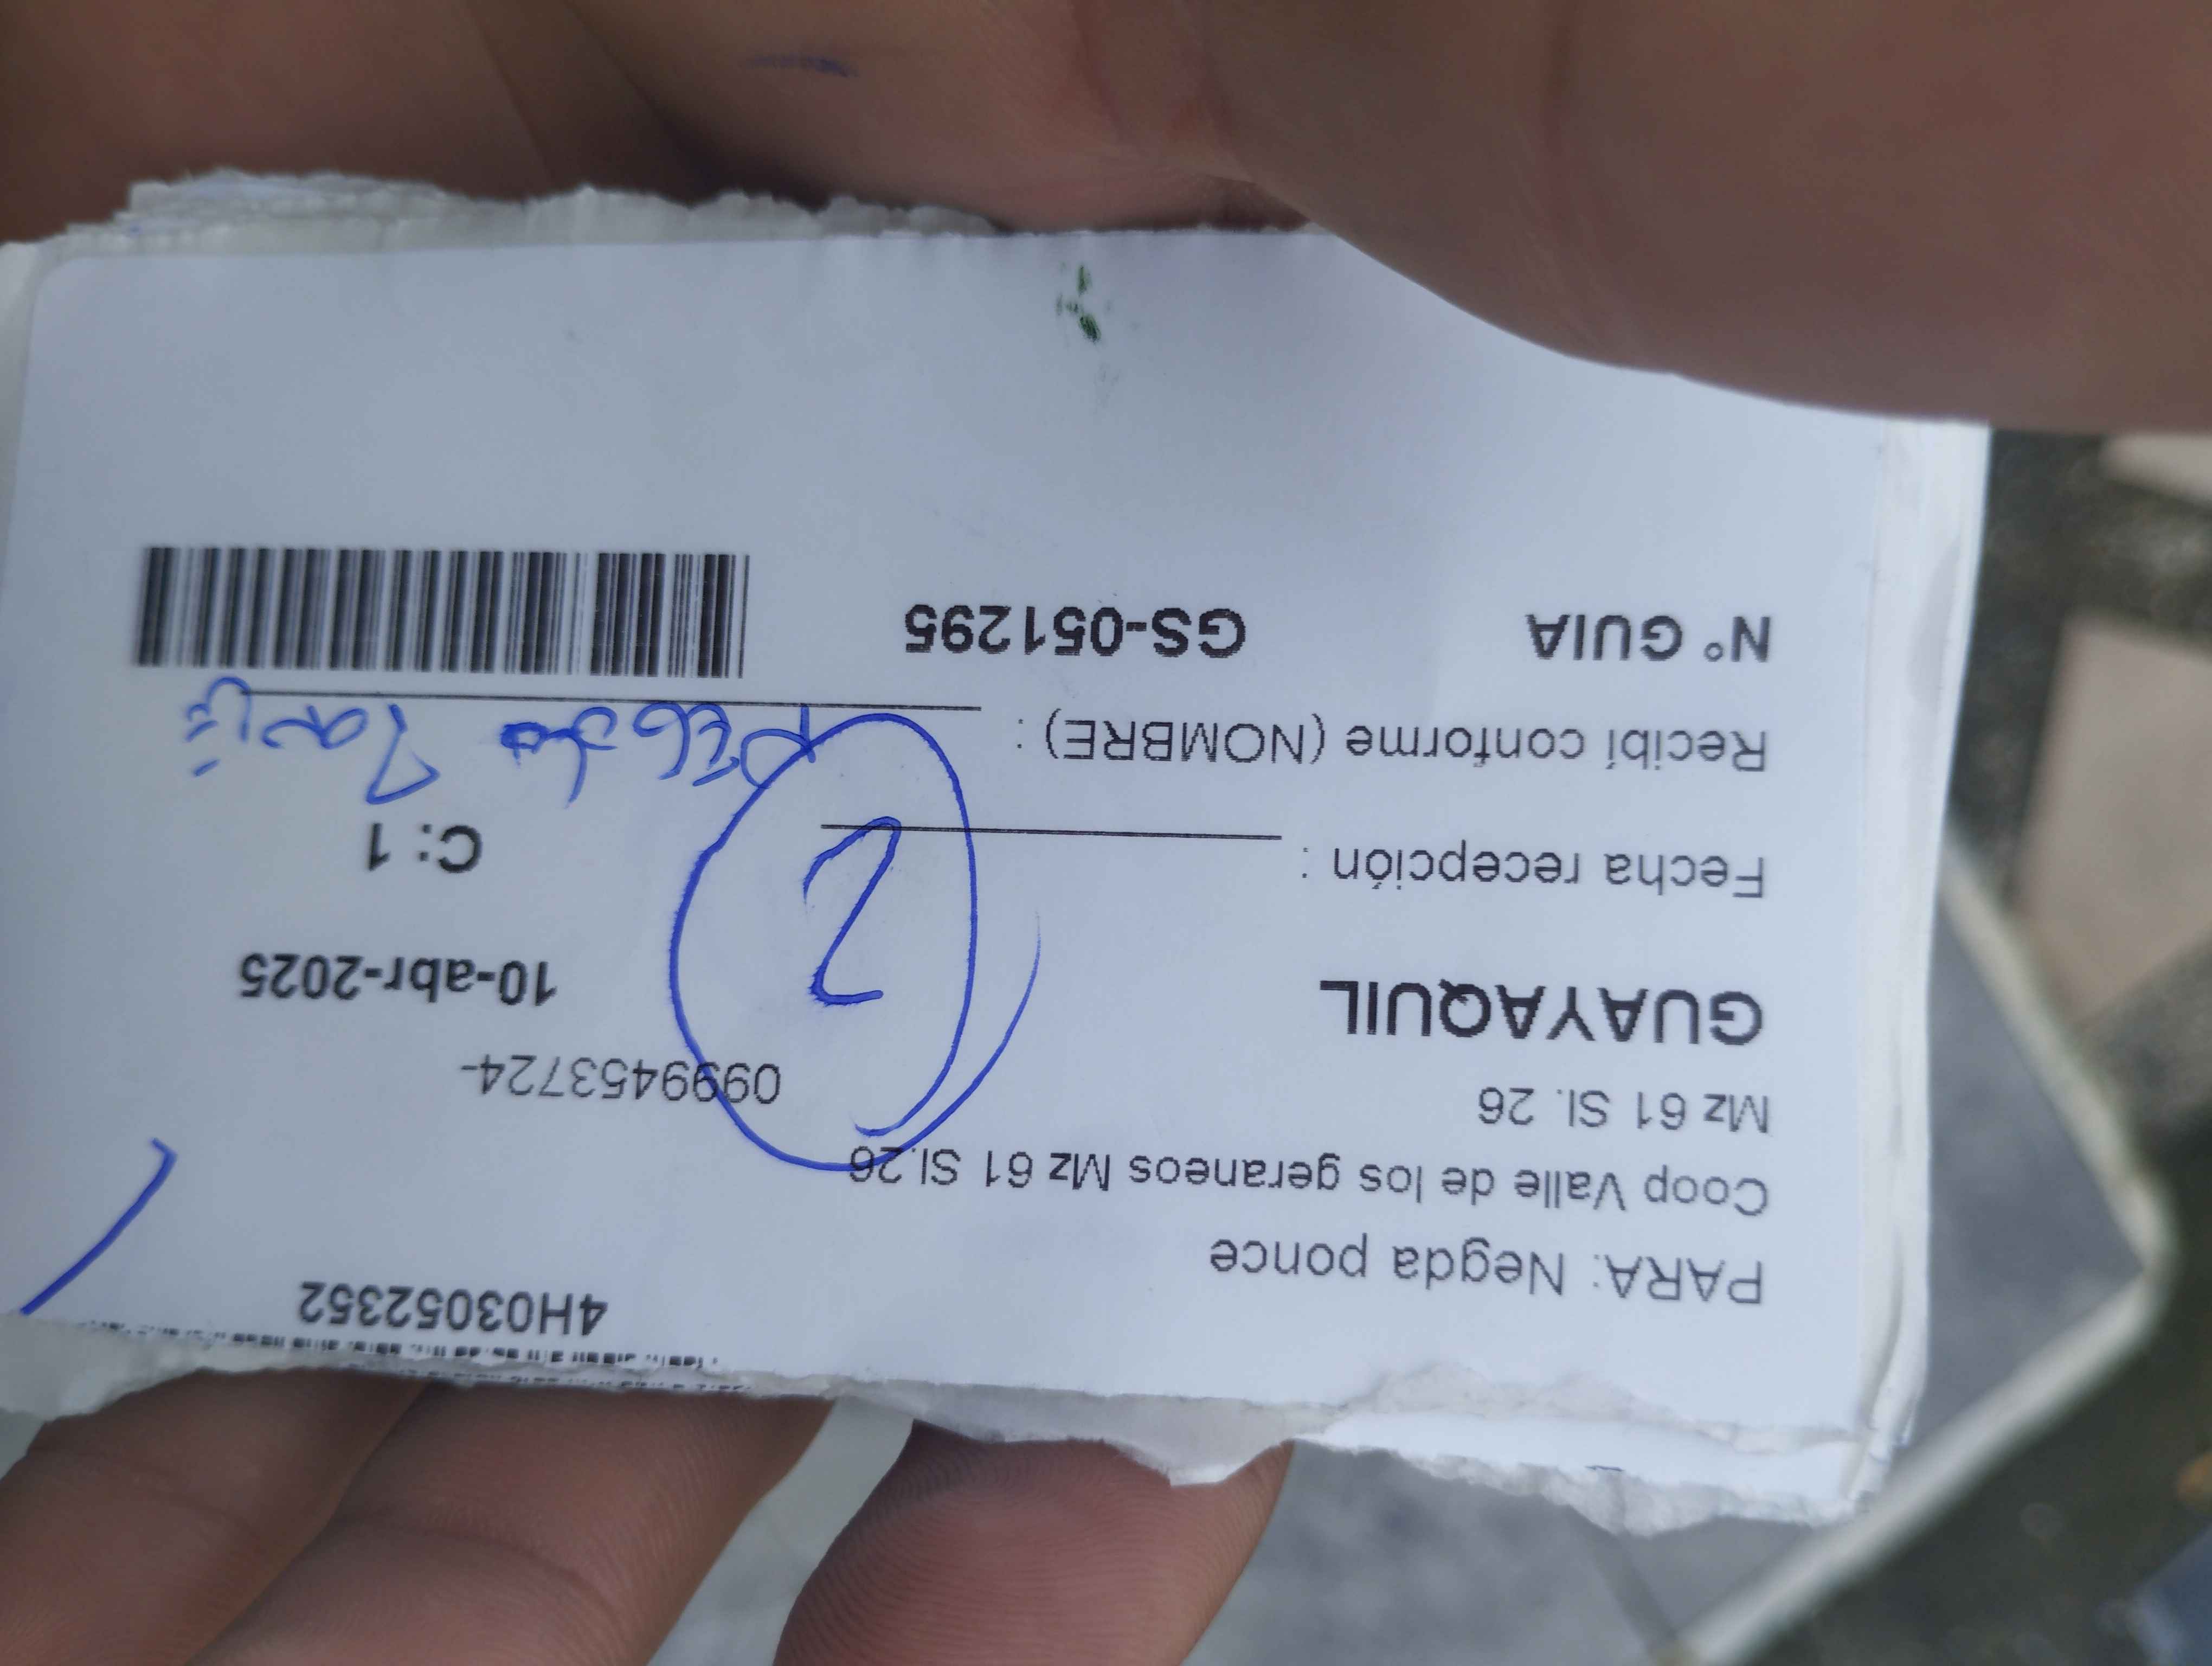 4H03052352
PARA: Negda ponce
Coop Valle de los geraneos Mz 61 Sl.26
Mz 61 Sl. 26
0999453724-
GUAYAQUIL
10-abr-2025
2
Fecha recepción :
C: 1
Recibí conforme (NOMBRE) :
N° GUIA GS-051295